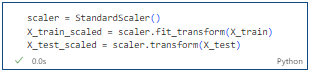 scaler = StandardScaler()
X_train_scaled = scaler.fit_transform(X_train)
X_test_scaled = scaler.transform(X_test)
0.0s Python